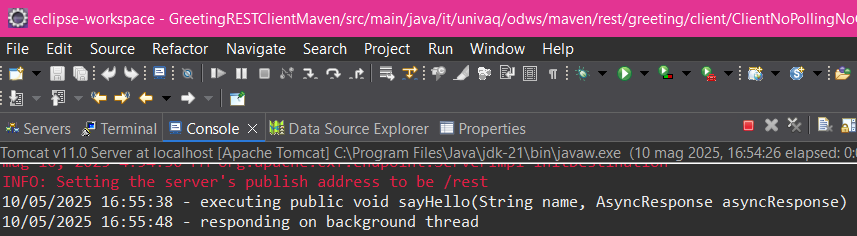 eclipse-workspace - GreetingRESTClientMaven/src/main/java/it/univaq/odws/maven/rest/greeting/client/ClientNoPollingNoC
File Edit Source Refactor Navigate Search Project Run Window Help
Servers Terminal Console Data Source Explorer Properties
Tomcat v11.0 Server at localhost [Apache Tomcat] C:\Program Files\Java\jdk-21\bin\javaw.exe (10 mag 2025, 16:54:26 elapsed: 0:0
INFO: Setting the server's publish address to be /rest
10/05/2025 16:55:38 - executing public void sayHello(String name, AsyncResponse asyncResponse)
10/05/2025 16:55:48 - responding on background thread